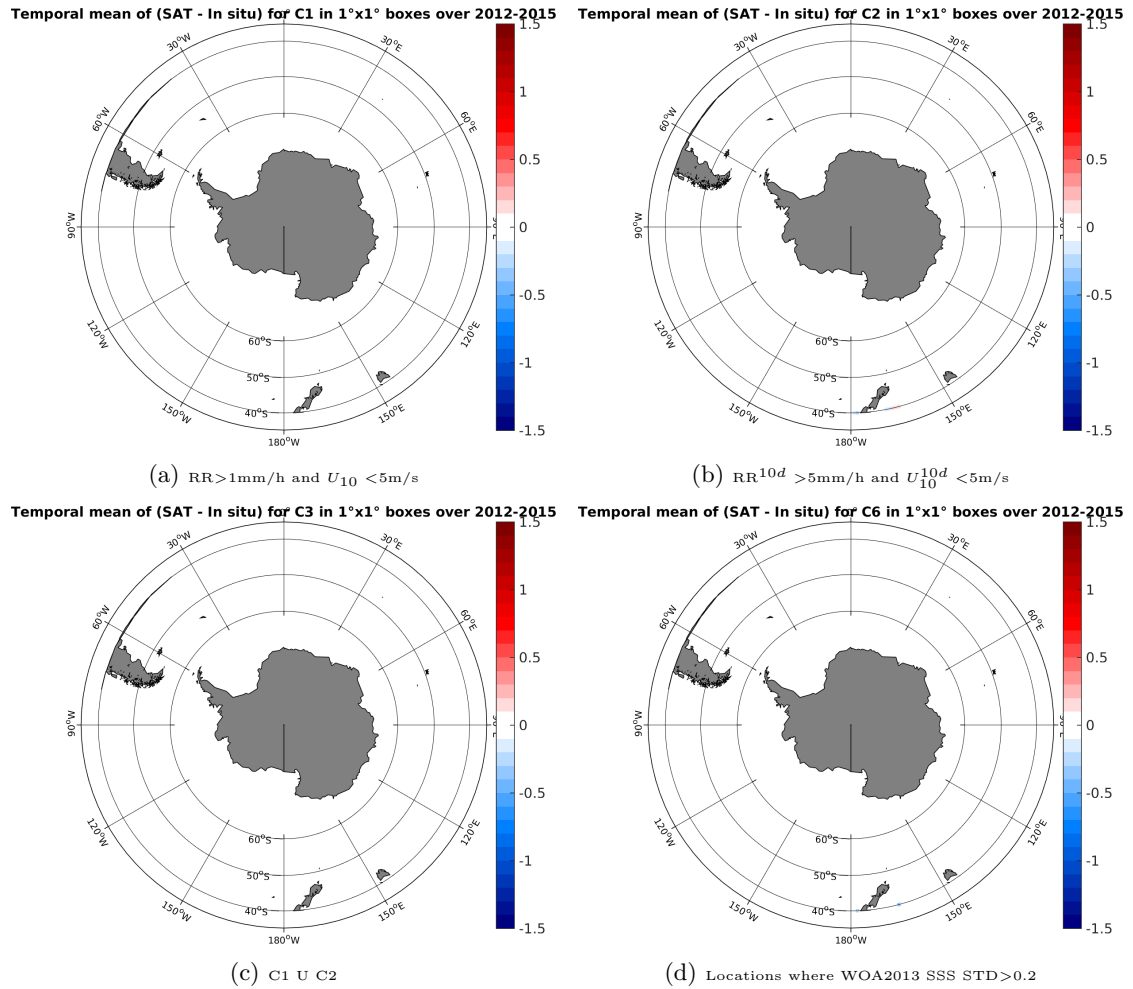 Temporal mean of (SAT - In situ) for C1 in 1°x1° boxes over 2012-2015
30°W
30°E
60°W
60°E
90°W
120°W
120°E
150°W
150°E
180°W
60°S
50°S
40°S
1.5
1
0.5
0
-0.5
-1
-1.5
(a) RR>1mm/h and U10 <5m/s
Temporal mean of (SAT - In situ) for C2 in 1°x1° boxes over 2012-2015
30°W
30°E
60°W
60°E
90°W
120°W
120°E
150°W
150°E
180°W
60°S
50°S
40°S
1.5
1
0.5
0
-0.5
-1
-1.5
(b) RR^10d >5mm/h and U10^10d <5m/s
Temporal mean of (SAT - In situ) for C3 in 1°x1° boxes over 2012-2015
30°W
30°E
60°W
60°E
90°W
120°W
120°E
150°W
150°E
180°W
60°S
50°S
40°S
1.5
1
0.5
0
-0.5
-1
-1.5
(c) C1 U C2
Temporal mean of (SAT - In situ) for C6 in 1°x1° boxes over 2012-2015
30°W
30°E
60°W
60°E
90°W
120°W
120°E
150°W
150°E
180°W
60°S
50°S
40°S
1.5
1
0.5
0
-0.5
-1
-1.5
(d) Locations where WOA2013 SSS STD>0.2